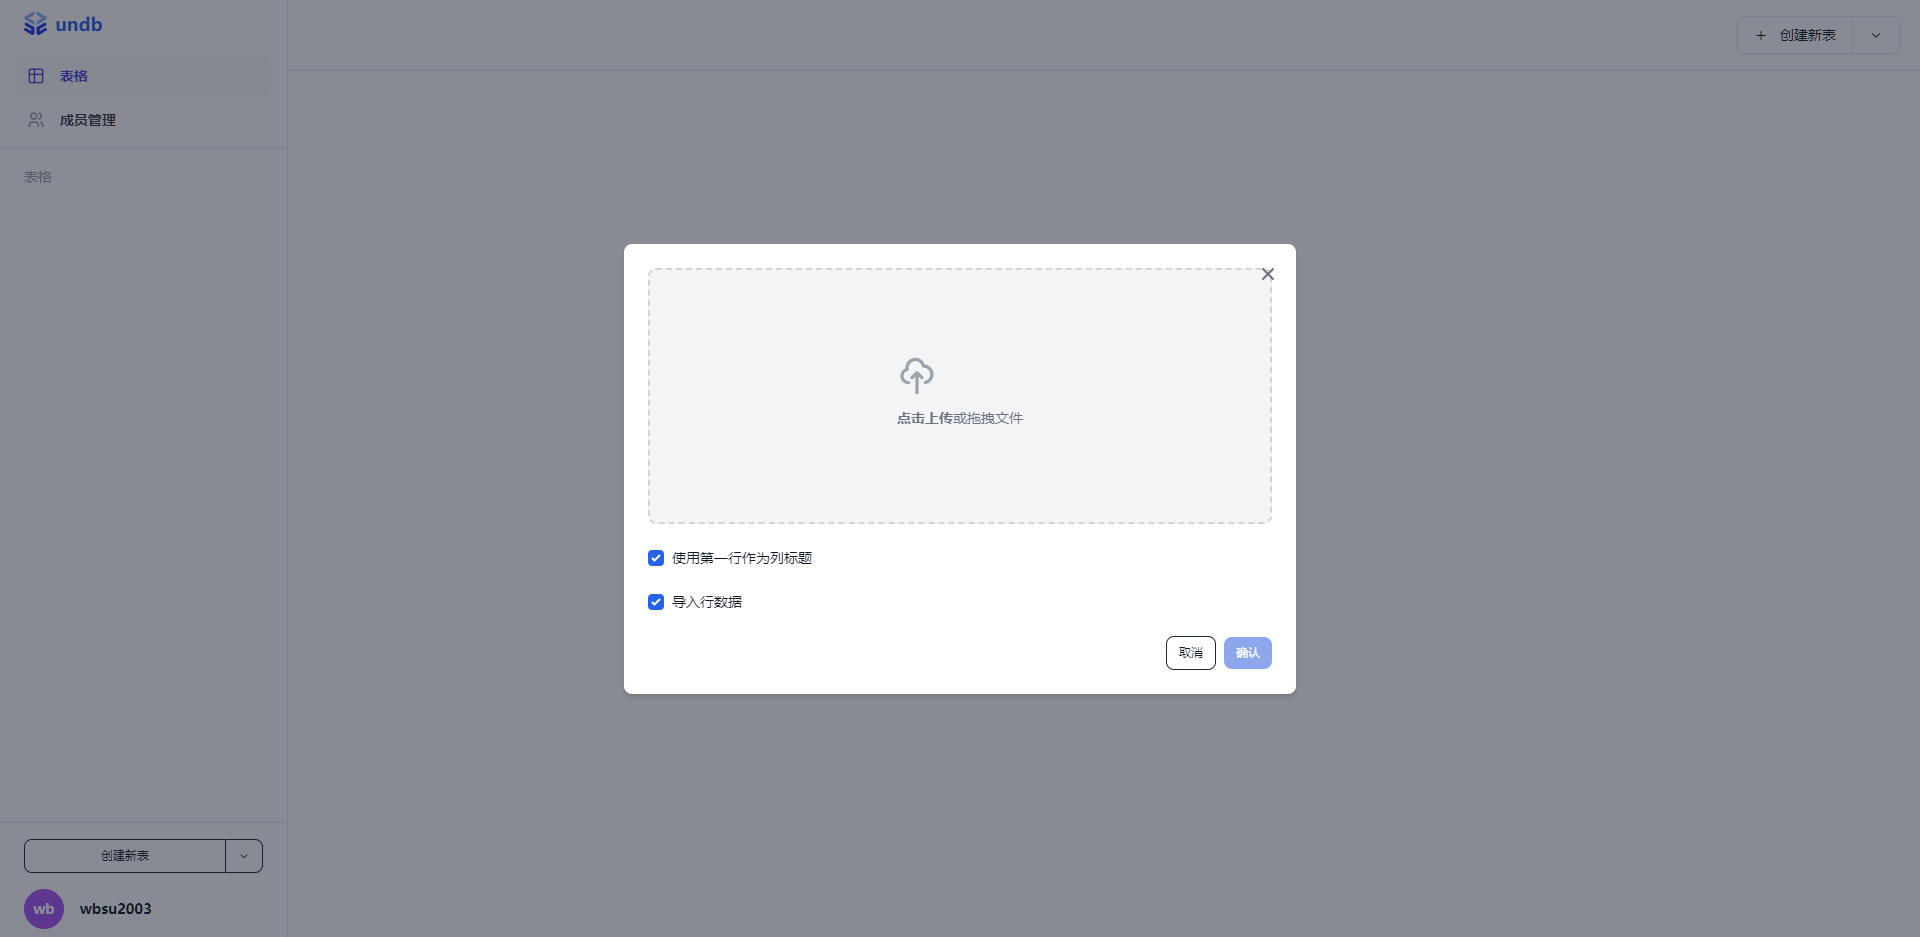 undb
表格
成员管理
表格
创建新表
点击上传或拖拽文件
使用第一行作为列标题
导入行数据
取消
确认
创建新表
wb
wbsu2003